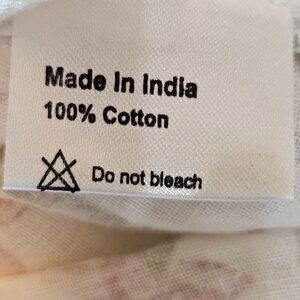 Made In India
100% Cotton
Do not bleach